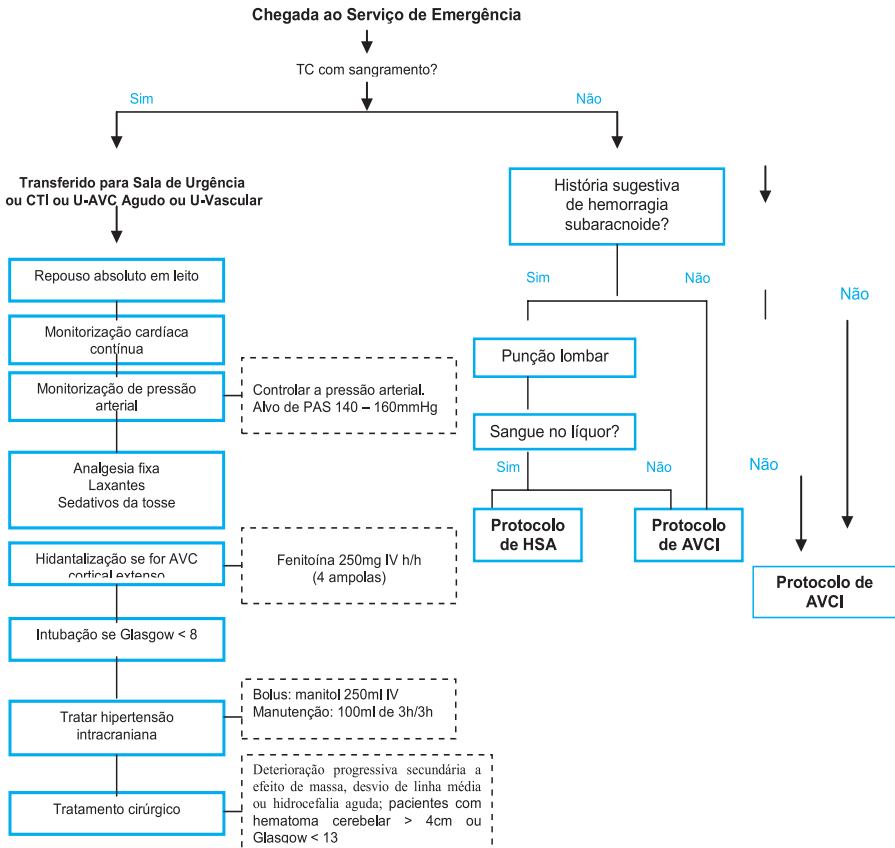 Chegada ao Serviço de Emergência
TC com sangramento?
Sim
Não
Transferido para Sala de Urgência
ou CTI ou U-AVC Agudo ou U-Vascular
Repouso absoluto em leito
Monitorização cardíaca
contínua
Monitorização de pressão
arterial
Controlar a pressão arterial.
Alvo de PAS 140 – 160mmHg
Analgesia fixa
Laxantes
Sedativos da tosse
Hidantalização se for AVC
cortical extenso
Fenitoína 250mg IV h/h
(4 ampolas)
Intubação se Glasgow < 8
Tratar hipertensão
intracraniana
Bolus: manitol 250ml IV
Manutenção: 100ml de 3h/3h
Tratamento cirúrgico
Deterioração progressiva secundária a
efeito de massa, desvio de linha média
ou hidrocefalia aguda; pacientes com
hematoma cerebelar > 4cm ou
Glasgow < 13
História sugestiva
de hemorragia
subaracnoide?
Sim
Não
Punção lombar
Sangue no líquor?
Sim
Não
Protocolo
de HSA
Protocolo
de AVCI
Não
Não
Protocolo de
AVCI